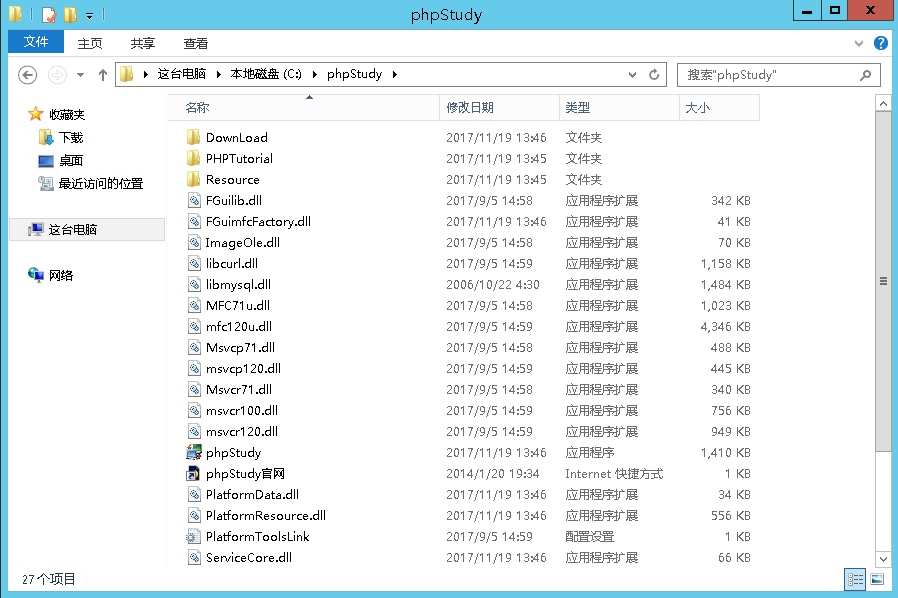 phpStudy
文件 主页 共享 查看
这台电脑 本地磁盘 (C:) phpStudy 搜索"phpStudy"
收藏夹
下载
桌面
最近访问的位置
这台电脑
网络
名称 修改日期 类型 大小
DownLoad 2017/11/19 13:46 文件夹
PHPTutorial 2017/11/19 13:45 文件夹
Resource 2017/11/19 13:45 文件夹
FGuilib.dll 2017/9/5 14:58 应用程序扩展 342 KB
FGuimfcFactory.dll 2017/11/19 13:46 应用程序扩展 41 KB
ImageOle.dll 2017/9/5 14:58 应用程序扩展 70 KB
libcurl.dll 2017/9/5 14:59 应用程序扩展 1,158 KB
libmysql.dll 2006/10/22 4:30 应用程序扩展 1,484 KB
MFC71u.dll 2017/9/5 14:58 应用程序扩展 1,023 KB
mfc120u.dll 2017/9/5 14:59 应用程序扩展 4,346 KB
Msvcp71.dll 2017/9/5 14:58 应用程序扩展 488 KB
msvcp120.dll 2017/9/5 14:59 应用程序扩展 445 KB
Msvcr71.dll 2017/9/5 14:58 应用程序扩展 340 KB
msvcr100.dll 2017/9/5 14:59 应用程序扩展 756 KB
msvcr120.dll 2017/9/5 14:59 应用程序扩展 949 KB
phpStudy 2017/11/19 13:46 应用程序 1,410 KB
phpStudy官网 2014/1/20 19:34 Internet 快捷方式 1 KB
PlatformData.dll 2017/11/19 13:46 应用程序扩展 34 KB
PlatformResource.dll 2017/11/19 13:46 应用程序扩展 556 KB
PlatformToolsLink 2017/9/5 14:59 配置设置 1 KB
ServiceCore.dll 2017/11/19 13:46 应用程序扩展 66 KB
27 个项目